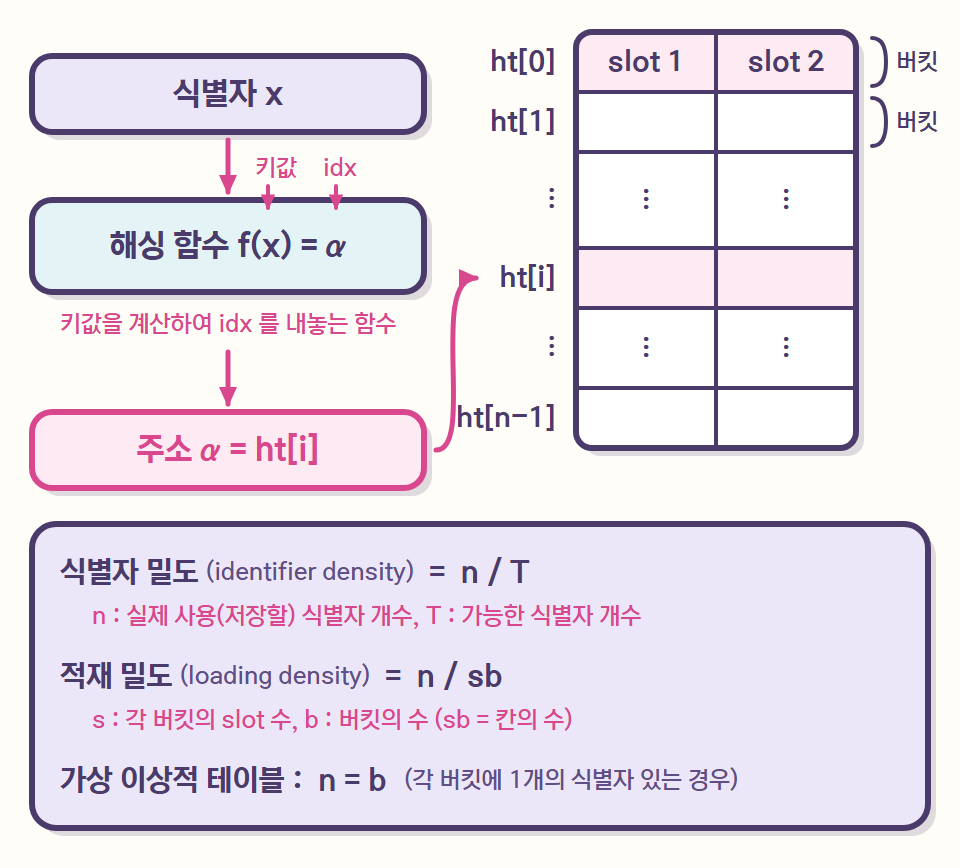 식별자 x
키값 idx
해싱 함수 f(x) = α
키값을 계산하여 idx 를 내놓는 함수
주소 α = ht[i]
ht[0] slot 1 slot 2 버킷
ht[1] 버킷
⋮ ⋮ ⋮
ht[i]
⋮ ⋮ ⋮
ht[n−1]
식별자 밀도 (identifier density) = n / T
n : 실제 사용(저장할) 식별자 개수, T : 가능한 식별자 개수
적재 밀도 (loading density) = n / sb
s : 각 버킷의 slot 수, b : 버킷의 수 (sb = 칸의 수)
가상 이상적 테이블 : n = b (각 버킷에 1개의 식별자 있는 경우)